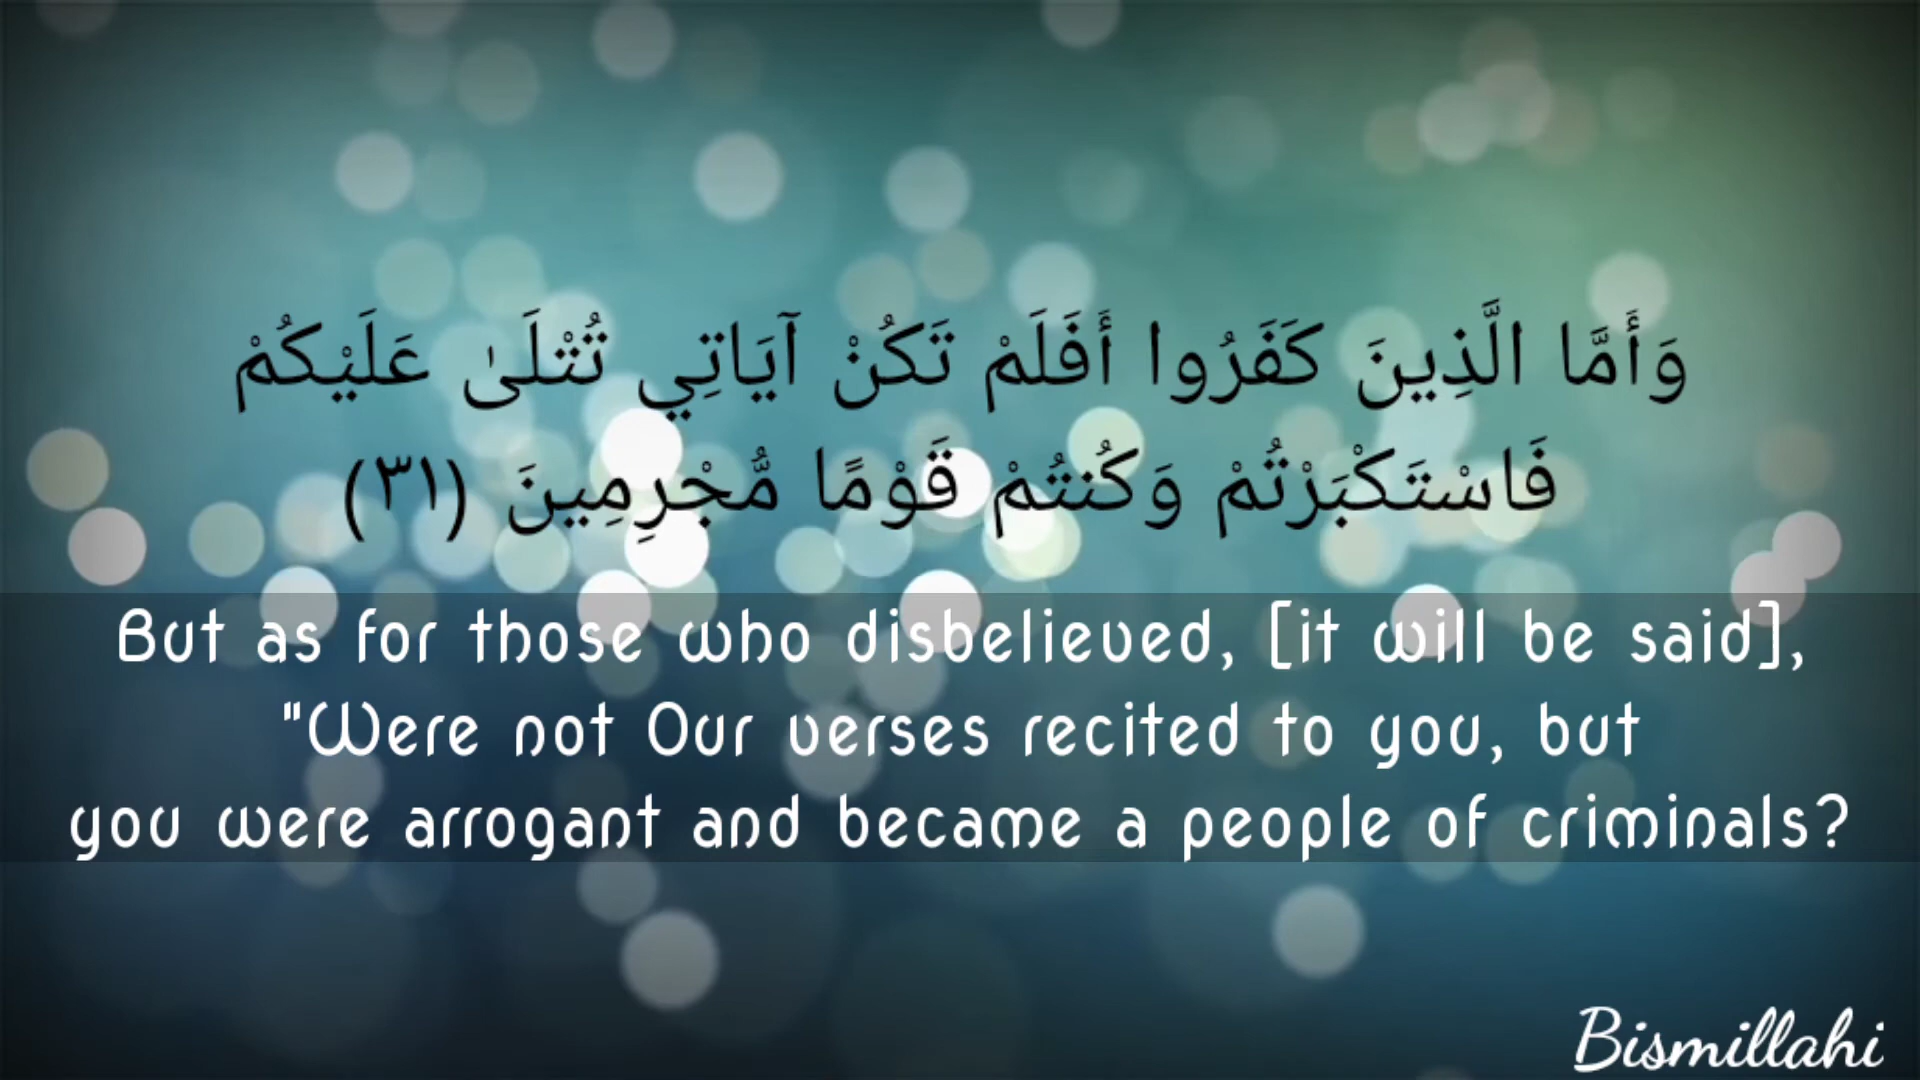 وَأَمَّا الَّذِينَ كَفَرُوا أَفَلَمْ تَكُنْ آيَاتِي تُتْلَىٰ عَلَيْكُمْ
فَاسْتَكْبَرْتُمْ وَكُنتُمْ قَوْمًا مُّجْرِمِينَ (٣١)
But as for those who disbelieved, [it will be said],
"Were not Our verses recited to you, but
you were arrogant and became a people of criminals?
Bismillahi